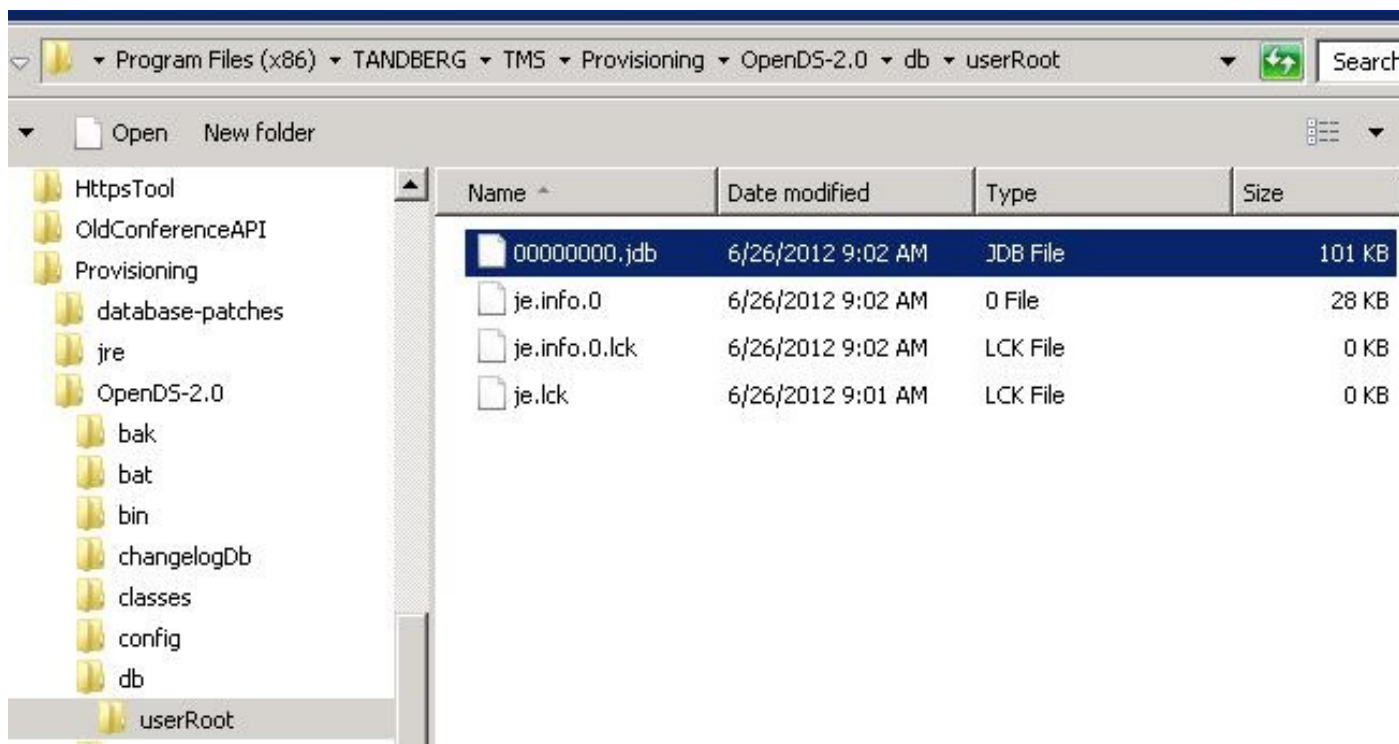 Program Files (x86) TANDBERG TMS Provisioning OpenDS-2.0 db userRoot Search
Open New folder
HttpsTool
OldConferenceAPI
Provisioning
database-patches
jre
OpenDS-2.0
bak
bat
bin
changelogDb
classes
config
db
userRoot
Name Date modified Type Size
00000000.jdb 6/26/2012 9:02 AM JDB File 101 KB
je.info.0 6/26/2012 9:02 AM 0 File 28 KB
je.info.0.lck 6/26/2012 9:02 AM LCK File 0 KB
je.lck 6/26/2012 9:01 AM LCK File 0 KB